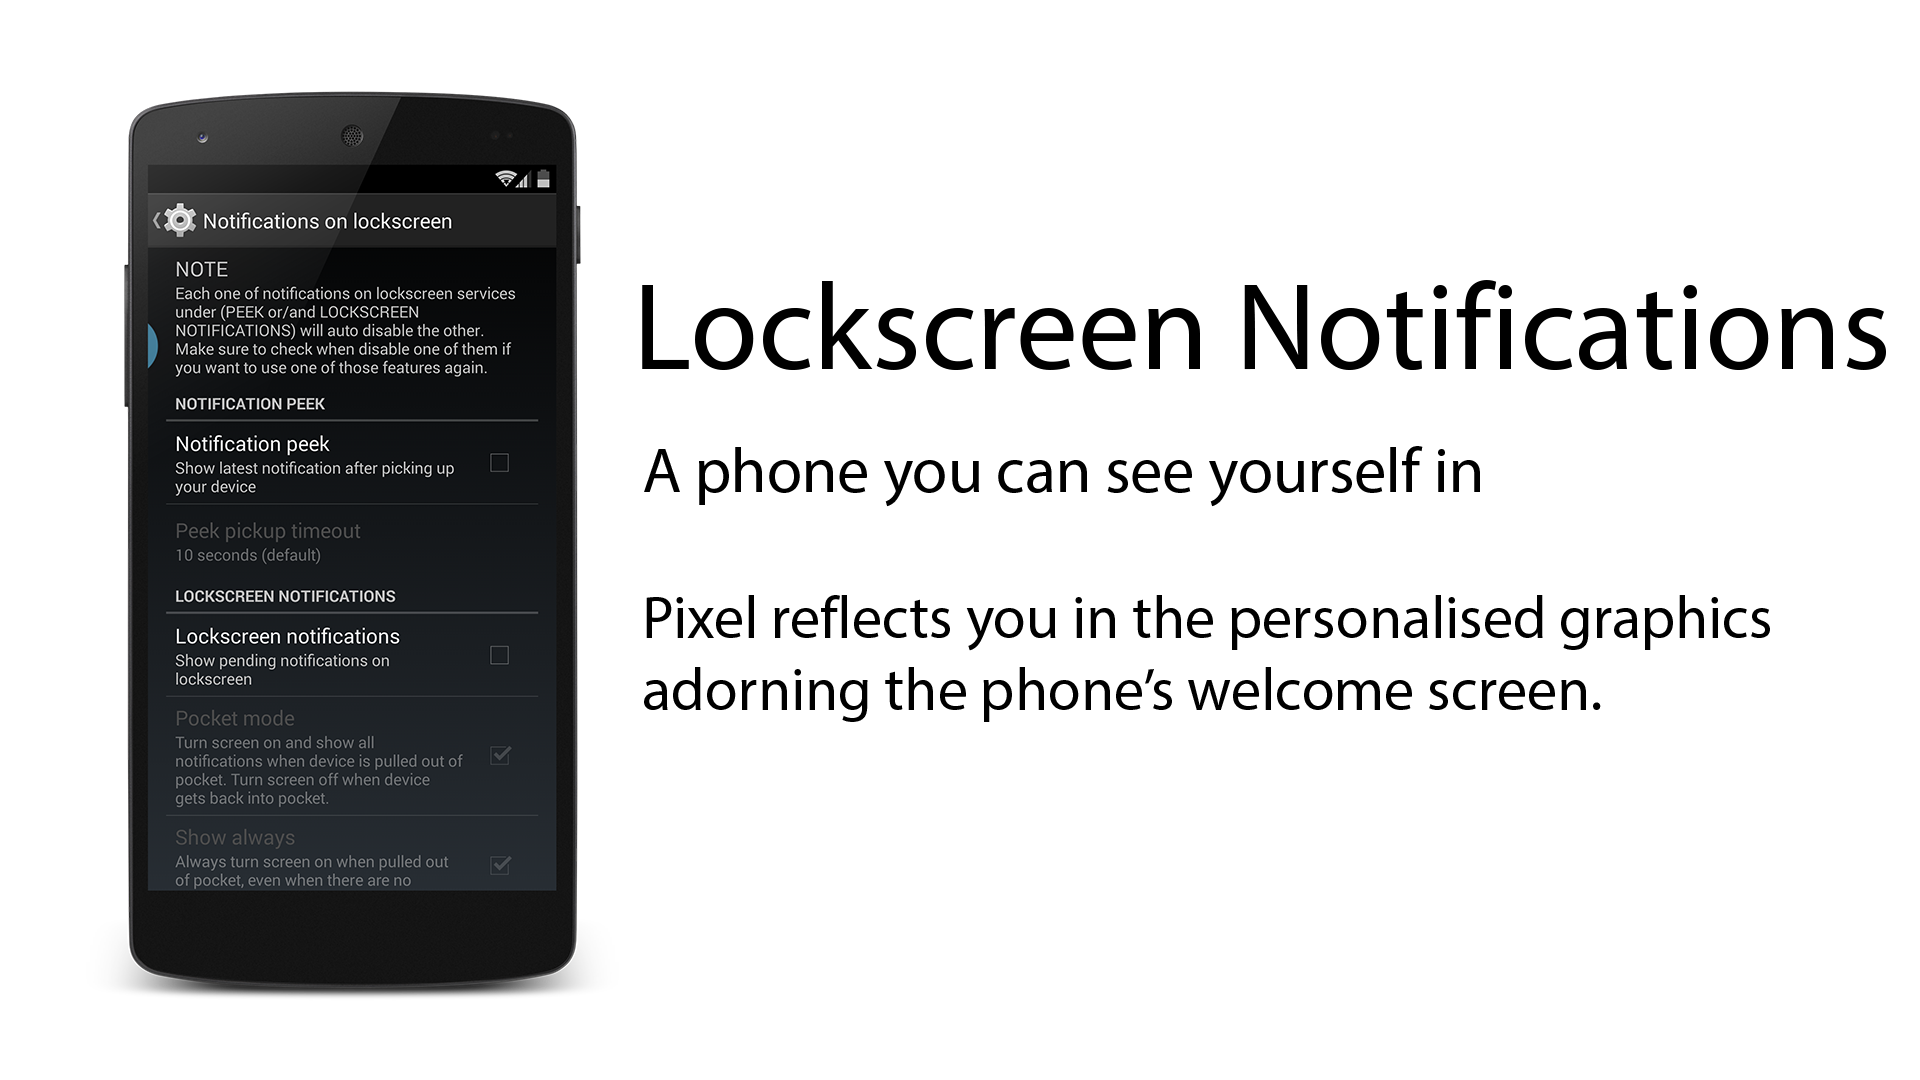 Notifications on lockscreen
NOTE
Each one of notifications on lockscreen services
under (PEEK or/and LOCKSCREEN
NOTIFICATIONS) will auto disable the other.
Make sure to check when disable one of them if
you want to use one of those features again.
NOTIFICATION PEEK
Notification peek
Show latest notification after picking up
your device
Peek pickup timeout
10 seconds (default)
LOCKSCREEN NOTIFICATIONS
Lockscreen notifications
Show pending notifications on
lockscreen
Pocket mode
Turn screen on and show all
notifications when device is pulled out of
pocket. Turn screen off when device
gets back into pocket.
Show always
Always turn screen on when pulled out
of pocket, even when there are no
Lockscreen Notifications
A phone you can see yourself in
Pixel reflects you in the personalised graphics
adorning the phone’s welcome screen.